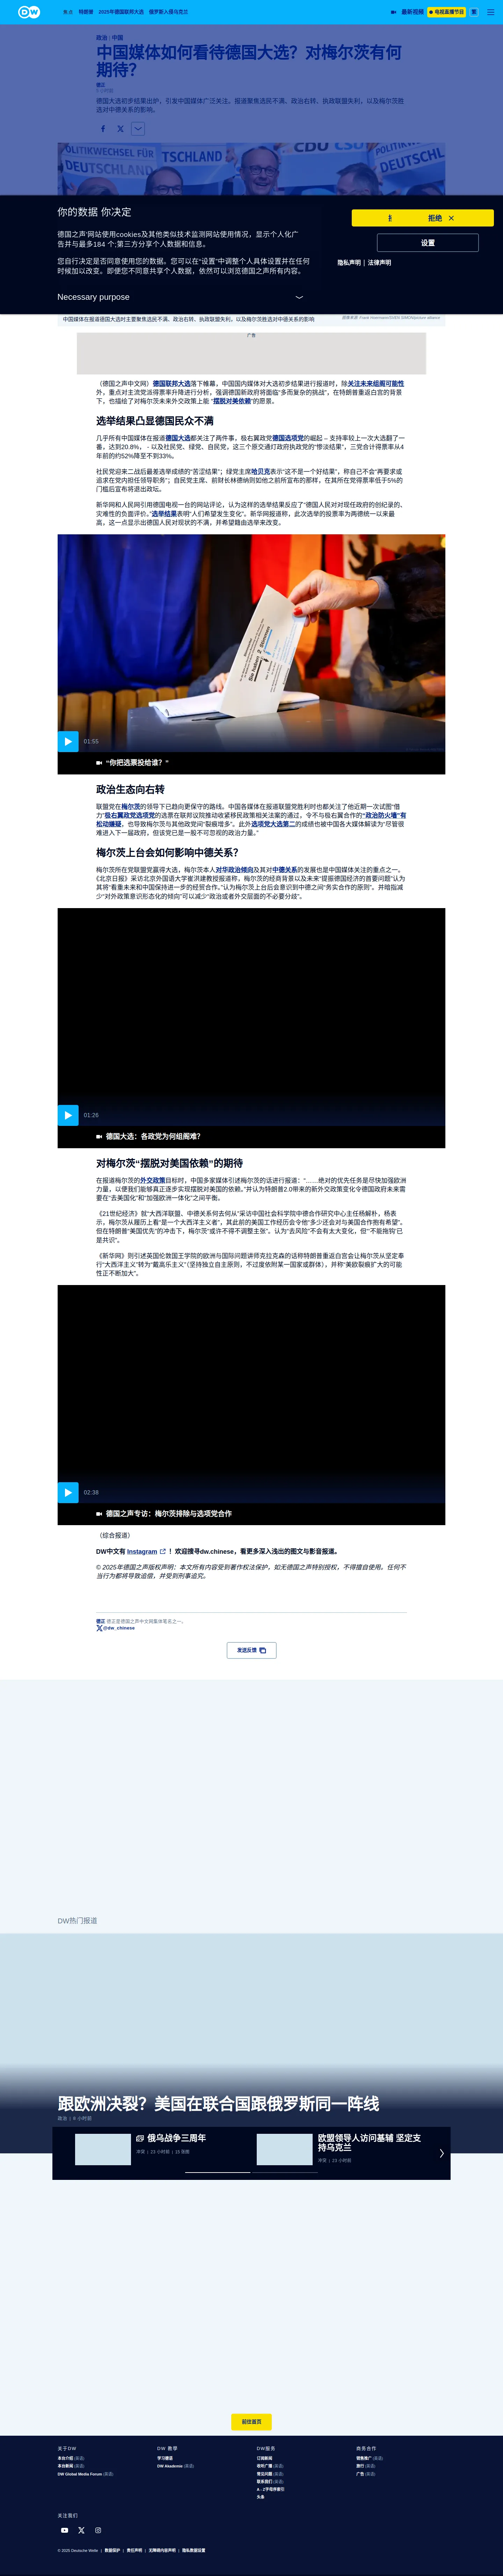 DW
焦点
特朗普
2025年德国联邦大选
俄罗斯入侵乌克兰
最新视频
电视直播节目
繁
政治 | 中国
中国媒体如何看待德国大选？对梅尔茨有何
期待？
德正
德国大选初步结果出炉，引发中国媒体广泛关注。报道聚焦选民不满、政治右转、执政联盟失利，以及梅尔茨胜
选对中德关系的影响。
你的数据 你决定
德国之声'网站使用cookies及其他类似技术监测网站使用情况，显示个人化广
告并与最多184 个;第三方分享个人数据和信息。
您自行决定是否同意使用您的数据。您可以在“设置”中调整个人具体设置并在任何
时候加以改变。即便您不同意共享个人数据，依然可以浏览德国之声所有内容。
Necessary purpose
拒绝
设置
隐私声明 | 法律声明
中国媒体在报道德国大选时主要聚焦选民不满、政治右转、执政联盟失利，以及梅尔茨胜选对中德关系的影响
广告
（德国之声中文网）德国联邦大选落下帷幕，中国国内媒体对大选初步结果进行报道时，除关注未来组阁可能性
外，重点对主流党派得票率升降进行分析，强调德国新政府将面临“多而复杂的挑战”，在特朗普重返白宫的背景
下，也描绘了对梅尔茨未来外交政策上能 “摆脱对美依赖”的愿景。
选举结果凸显德国民众不满
几乎所有中国媒体在报道德国大选都关注了两件事，极右翼政党德国选项党的崛起 – 支持率较上一次大选翻了一
番，达到20.8%， - 以及社民党、绿党、自民党，这三个原交通灯政府执政党的“惨淡结果”，三党合计得票率从4
年前的约52%降至不到33%。
社民党迎来二战后最差选举成绩的“苦涩结果”；绿党主席哈贝克表示“这不是一个好结果”，称自己不会“再要求或
追求在党内担任领导职务”；自民党主席、前财长林德纳则如他之前所宣布的那样，在其所在党得票率低于5%的
门槛后宣布将退出政坛。
新华网和人民网引用德国电视一台的网站评论，认为这样的选举结果反应了“德国人民对对现任政府的创纪录的、
灾难性的负面评价。”选举结果表明“人们希望发生变化”。新华网报道称，此次选举的投票率为两德统一以来最
高，这一点显示出德国人民对现状的不满，并希望籍由选举来改变。
01:55
“你把选票投给谁？”
政治生态向右转
联盟党在梅尔茨的领导下已趋向更保守的路线。中国各媒体在报道联盟党胜利时也都关注了他近期一次试图“借
力”极右翼政党选项党的选票在联邦议院推动收紧移民政策相关法案的通过，令不与极右翼合作的“政治防火墙”有
松动嫌疑，也导致梅尔茨与其他政党间“裂痕增多”。此外选项党大选第二的成绩也被中国各大媒体解读为“尽管很
难进入下一届政府，但该党已是一股不可忽视的政治力量。”
梅尔茨上台会如何影响中德关系？
梅尔茨所在党联盟党赢得大选，梅尔茨本人对华政治倾向及其对中德关系的发展也是中国媒体关注的重点之一。
《北京日报》采访北京外国语大学崔洪建教授报道称，梅尔茨的经商背景以及未来“提振德国经济的首要问题”认为
其将“看重未来和中国保持进一步的经贸合作。”认为梅尔茨上台后会意识到中德之间“务实合作的原则”。并暗指减
少“对外政策意识形态化的倾向”可以减少“政治或者外交层面的不必要分歧”。
01:26
德国大选：各政党为何组阁难？
对梅尔茨“摆脱对美国依赖”的期待
在报道梅尔茨的外交政策目标时，中国多家媒体引述梅尔茨的话进行报道：“……绝对的优先任务是尽快加强欧洲
力量，以便我们能够真正逐步实现摆脱对美国的依赖。”并认为特朗普2.0带来的新外交政策变化令德国政府未来需
要在“去美国化”和“加强欧洲一体化”之间平衡。
《21世纪经济》就“大西洋联盟、中德关系何去何从”采访中国社会科学院中德合作研究中心主任杨解朴，杨表
示，梅尔茨从履历上看“是一个大西洋主义者”，其此前的美国工作经历会令他“多少还会对与美国合作抱有希望”。
但在特朗普“美国优先”的冲击下，梅尔茨“或许不得不调整主张”。认为“去风险”不会有太大变化，但“‘不能拖钩’已
是共识”。
《新华网》则引述英国伦敦国王学院的欧洲与国际问题讲师克拉克森的话称特朗普重返白宫会让梅尔茨从坚定奉
行“大西洋主义”转为“戴高乐主义”（坚持独立自主原则，不过度依附某一国家或群体），并称“美欧裂痕扩大的可能
性正不断加大”。
02:38
德国之声专访：梅尔茨排除与选项党合作
（综合报道）
DW中文有 Instagram ！欢迎搜寻dw.chinese，看更多深入浅出的图文与影音报道。
© 2025年德国之声版权声明：本文所有内容受到著作权法保护，如无德国之声特别授权，不得擅自使用。任何不
当行为都将导致追偿，并受到刑事追究。
德正 德正是德国之声中文网集体笔名之一。
@dw_chinese
发送反馈
DW热门报道
跟欧洲决裂？美国在联合国跟俄罗斯同一阵线
政治 | 8 小时前
俄乌战争三周年
冲突 | 23 小时前 | 15 张图
欧盟领导人访问基辅 坚定支
持乌克兰
冲突 | 23 小时前
前往首页
关于DW
本台介绍 (英语)
本台新闻 (英语)
DW Global Media Forum (英语)
DW 教學
学习德语
DW Akademie (英语)
DW服务
订阅新闻
收听广播 (英语)
常见问题 (英语)
联系我们 (英语)
A - Z字母序索引
头条
商务合作
销售推广 (英语)
旅行 (英语)
广告 (英语)
关注我们
© 2025 Deutsche Welle | 数据保护 | 责任声明 | 无障碍内容声明 | 隐私数据设置